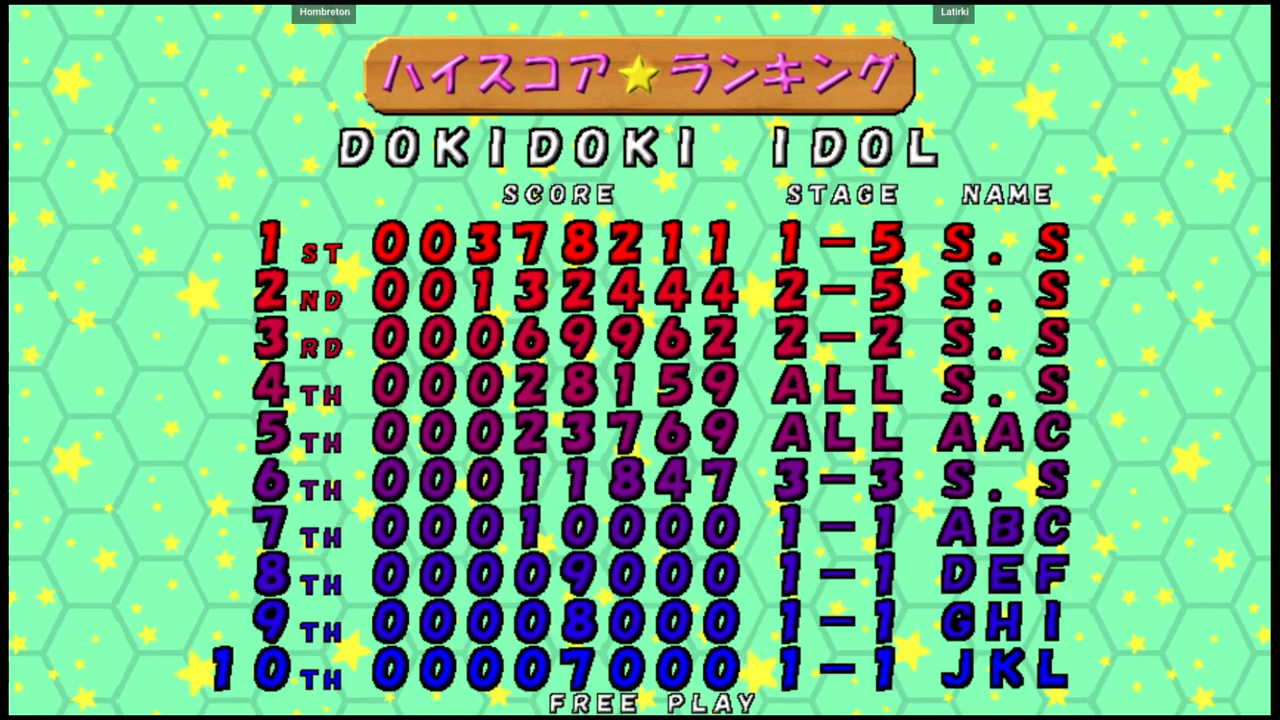 Hombreton Latirki
ハイスコア★ランキング
DOKIDOKI IDOL
SCORE STAGE NAME
1ST 00378211 1-5 S. S
2ND 00132444 2-5 S. S
3RD 00069962 2-2 S. S
4TH 00028159 ALL S. S
5TH 00023769 ALL AAC
6TH 00011847 3-3 S. S
7TH 00010000 1-1 ABC
8TH 00009000 1-1 DEF
9TH 00008000 1-1 GHI
10TH 00007000 1-1 JKL
FREE PLAY